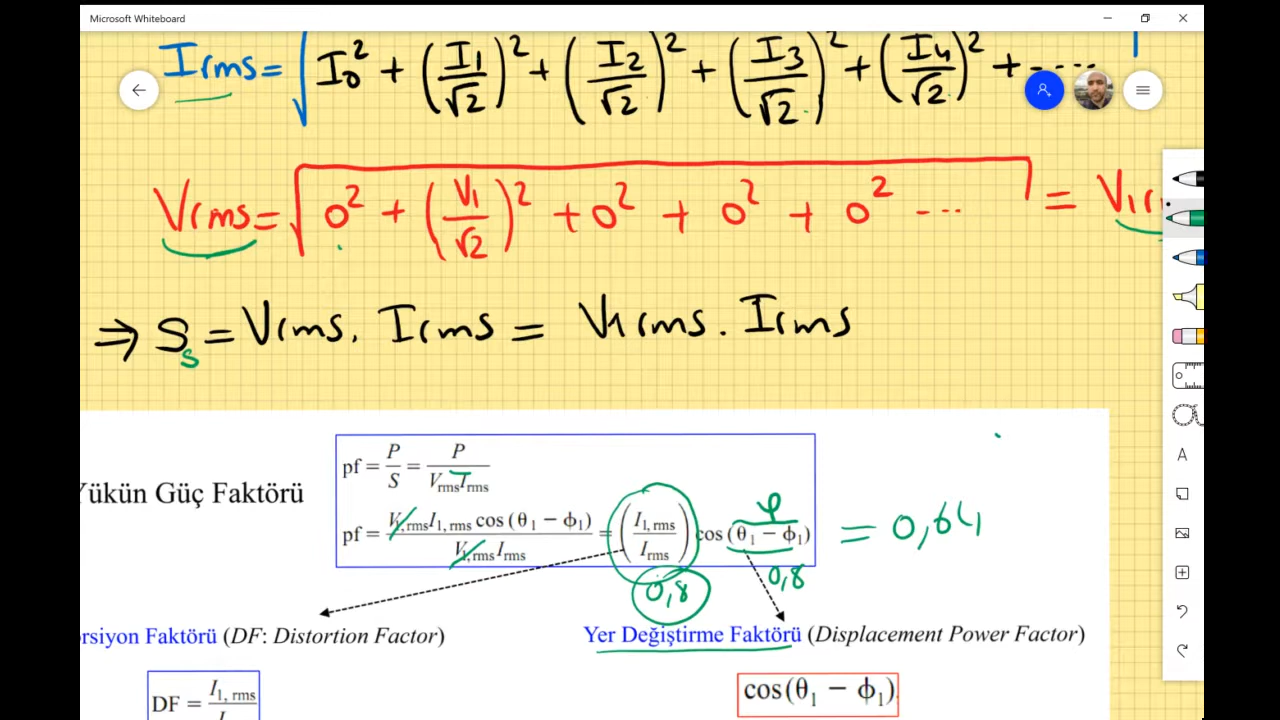 Microsoft Whiteboard
Irms = √ I0² + (I1/√2)² + (I2/√2)² + (I3/√2)² + (I4/√2)² + ....
Vrms = √ 0² + (V1/√2)² + 0² + 0² + 0² ... = V1r
⇒ Ss = Vrms . Irms = V1rms . Irms
Yükün Güç Faktörü
pf = P/S = P/(Vrms Irms)
pf = V1,rms I1,rms cos(θ1 − ϕ1) / V1,rms Irms = (I1,rms / Irms) cos(θ1 − ϕ1) = 0,64
φ
0,8
0,8
rsiyon Faktörü (DF: Distortion Factor)
Yer Değiştirme Faktörü (Displacement Power Factor)
DF = I1, rms
cos(θ1 − ϕ1)
A